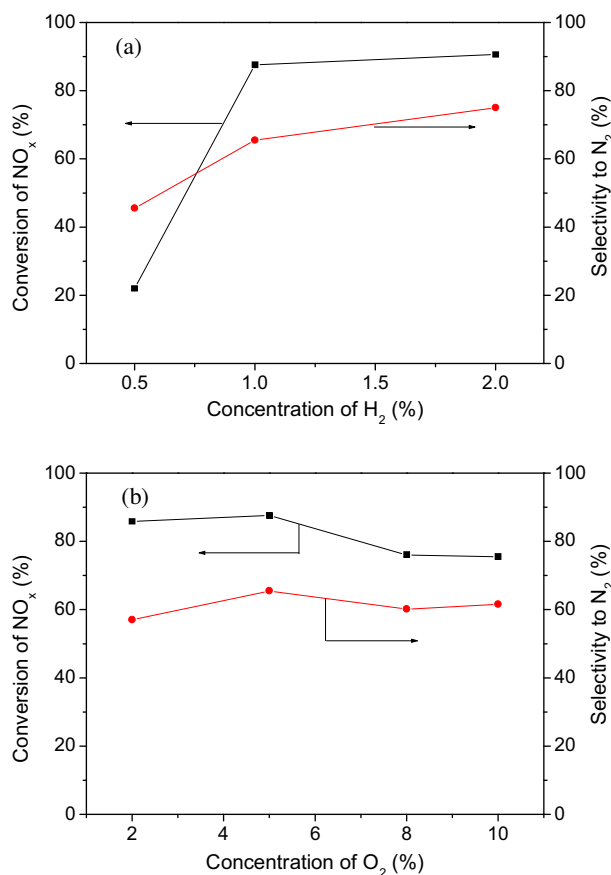 (a)
100
80
60
40
20
0
Conversion of NOₓ (%)
100
80
60
40
20
0
Selectivity to N₂ (%)
0.5 1.0 1.5 2.0
Concentration of H₂ (%)
(b)
100
80
60
40
20
0
Conversion of NOₓ (%)
100
80
60
40
20
0
Selectivity to N₂ (%)
2 4 6 8 10
Concentration of O₂ (%)